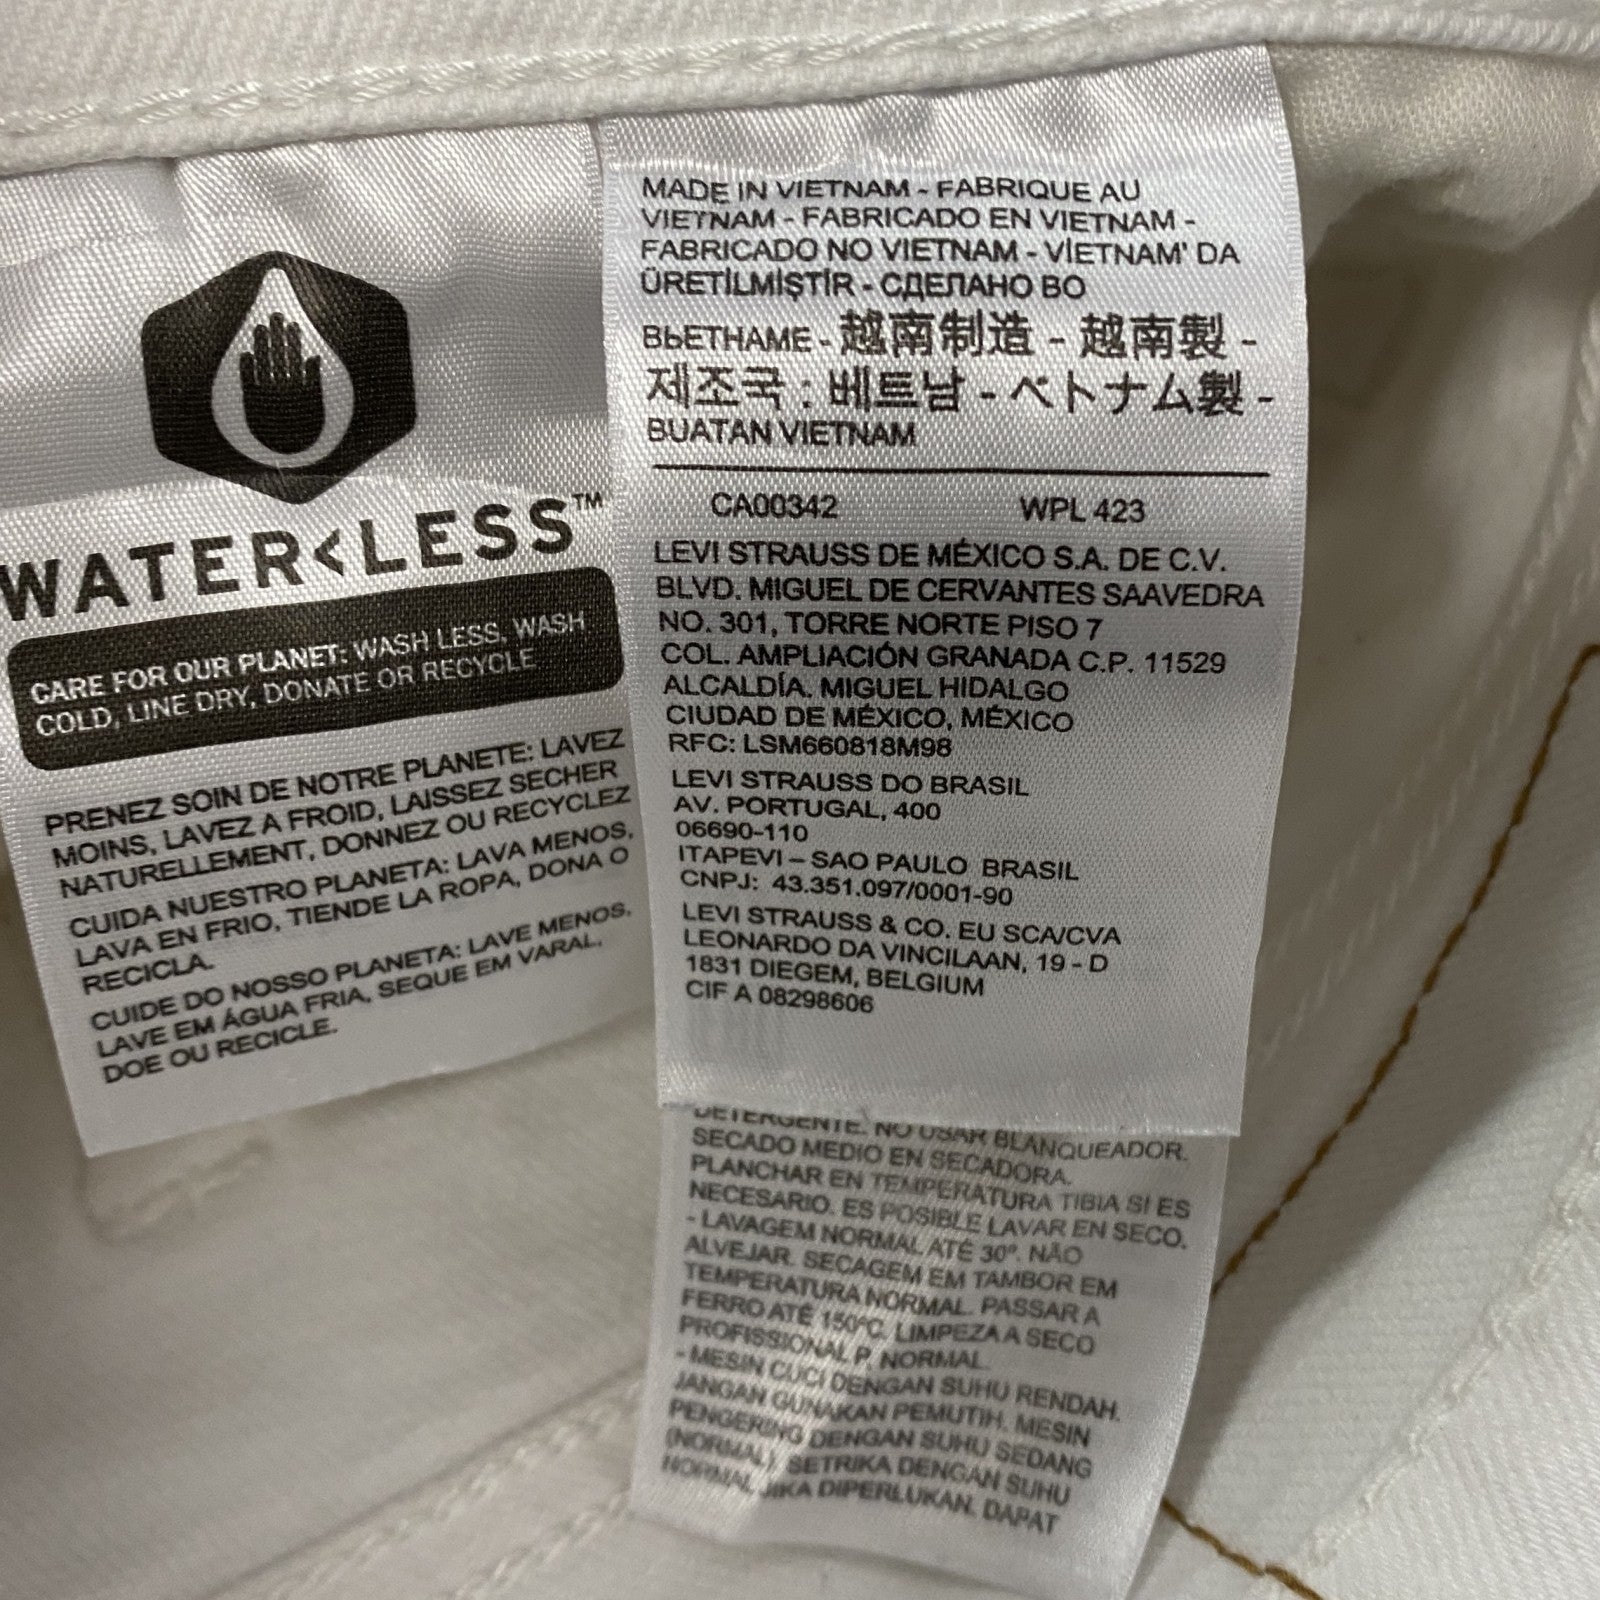 WATER<LESS™
CARE FOR OUR PLANET: WASH LESS, WASH
COLD, LINE DRY, DONATE OR RECYCLE
PRENEZ SOIN DE NOTRE PLANETE: LAVEZ
MOINS, LAVEZ A FROID, LAISSEZ SECHER
NATURELLEMENT, DONNEZ OU RECYCLEZ
CUIDA NUESTRO PLANETA: LAVA MENOS,
LAVA EN FRIO, TIENDE LA ROPA, DONA O
RECICLA.
CUIDE DO NOSSO PLANETA: LAVE MENOS.
LAVE EM ÁGUA FRIA, SEQUE EM VARAL.
DOE OU RECICLE.
MADE IN VIETNAM - FABRIQUE AU
VIETNAM - FABRICADO EN VIETNAM -
FABRICADO NO VIETNAM - VİETNAM' DA
ÜRETİLMİŞTİR - СДЕЛАНО ВО
ВЬЕТНАМЕ - 越南制造 - 越南製 -
제조국 : 베트남 - ベトナム製 -
BUATAN VIETNAM
CA00342 WPL 423
LEVI STRAUSS DE MÉXICO S.A. DE C.V.
BLVD. MIGUEL DE CERVANTES SAAVEDRA
NO. 301, TORRE NORTE PISO 7
COL. AMPLIACIÓN GRANADA C.P. 11529
ALCALDÍA. MIGUEL HIDALGO
CIUDAD DE MÉXICO, MÉXICO
RFC: LSM660818M98
LEVI STRAUSS DO BRASIL
AV. PORTUGAL, 400
06690-110
ITAPEVI – SAO PAULO BRASIL
CNPJ: 43.351.097/0001-90
LEVI STRAUSS & CO. EU SCA/CVA
LEONARDO DA VINCILAAN, 19 - D
1831 DIEGEM, BELGIUM
CIF A 08298606
DETERGENTE. NO USAR BLANQUEADOR.
SECADO MEDIO EN SECADORA.
PLANCHAR EN TEMPERATURA TIBIA SI ES
NECESARIO. ES POSIBLE LAVAR EN SECO.
- LAVAGEM NORMAL ATÉ 30°. NÃO
ALVEJAR. SECAGEM EM TAMBOR EM
TEMPERATURA NORMAL. PASSAR A
FERRO ATÉ 150°C. LIMPEZA A SECO
PROFISSIONAL P. NORMAL.
- MESIN CUCI DENGAN SUHU RENDAH.
JANGAN GUNAKAN PEMUTIH. MESIN
PENGERING DENGAN SUHU SEDANG
(NORMAL). SETRIKA DENGAN SUHU
NORMAL JIKA DIPERLUKAN. DAPAT